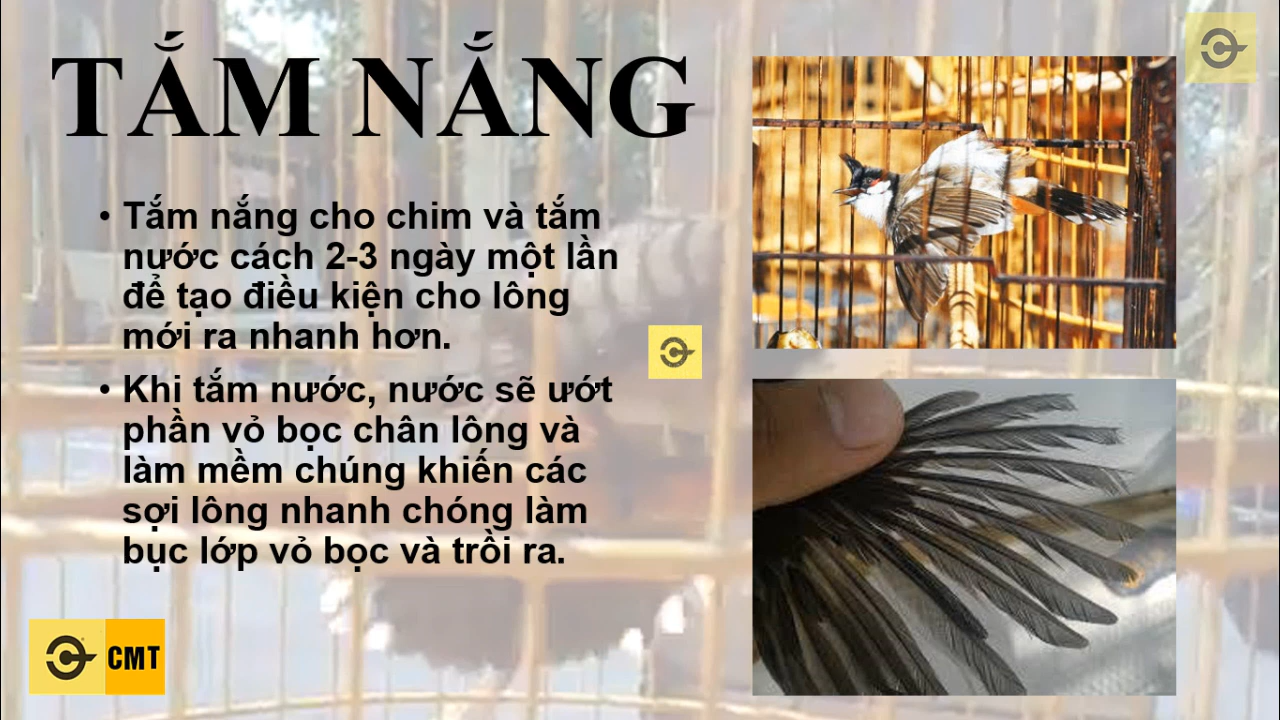 TẮM NẮNG
• Tắm nắng cho chim và tắm
nước cách 2-3 ngày một lần
để tạo điều kiện cho lông
mới ra nhanh hơn.
• Khi tắm nước, nước sẽ ướt
phần vỏ bọc chân lông và
làm mềm chúng khiến các
sợi lông nhanh chóng làm
bục lớp vỏ bọc và trồi ra.
CMT